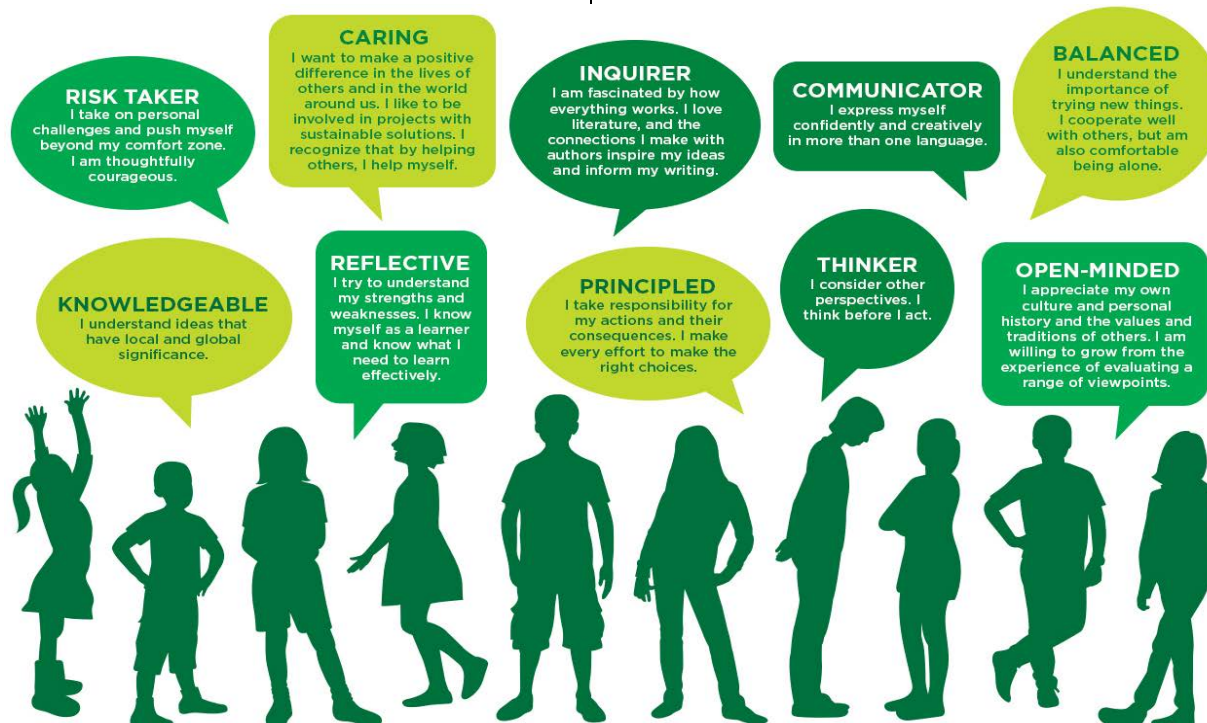 RISK TAKER
I take on personal
challenges and push myself
beyond my comfort zone.
I am thoughtfully
courageous.
CARING
I want to make a positive
difference in the lives of
others and in the world
around us. I like to be
involved in projects with
sustainable solutions. I
recognize that by helping
others, I help myself.
INQUIRER
I am fascinated by how
everything works. I love
literature, and the
connections I make with
authors inspire my ideas
and inform my writing.
COMMUNICATOR
I express myself
confidently and creatively
in more than one language.
BALANCED
I understand the
importance of
trying new things.
I cooperate well
with others, but am
also comfortable
being alone.
KNOWLEDGEABLE
I understand ideas that
have local and global
significance.
REFLECTIVE
I try to understand
my strengths and
weaknesses. I know
myself as a learner
and know what I
need to learn
effectively.
PRINCIPLED
I take responsibility for
my actions and their
consequences. I make
every effort to make the
right choices.
THINKER
I consider other
perspectives. I
think before I act.
OPEN-MINDED
I appreciate my own
culture and personal
history and the values and
traditions of others. I am
willing to grow from the
experience of evaluating a
range of viewpoints.